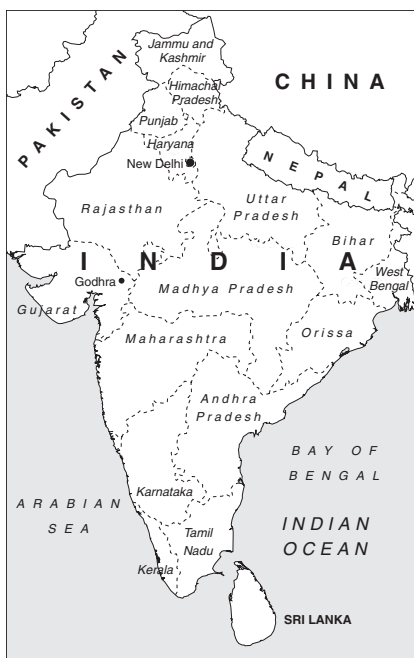 Jammu and
Kashmir
CHINA
PAKISTAN
Himachal
Pradesh
Punjab
Haryana
New Delhi
NEPAL
Rajasthan
Uttar
Pradesh
Bihar
INDIA
West
Bengal
Godhra
Madhya Pradesh
Gujarat
Orissa
Maharashtra
Andhra
Pradesh
BAY OF
BENGAL
Karnataka
ARABIAN
SEA
INDIAN
OCEAN
Tamil
Nadu
Kerala
SRI LANKA